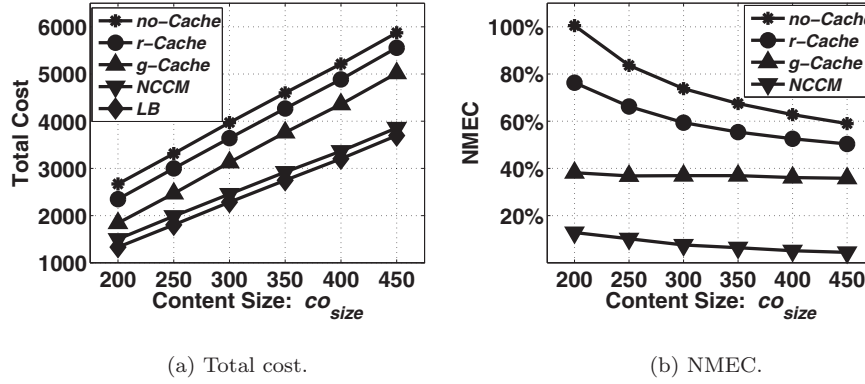 6000
5000
4000
3000
2000
1000
Total Cost
no-Cache
r-Cache
g-Cache
NCCM
LB
200 250 300 350 400 450
Content Size: co_size
(a) Total cost.
100%
80%
60%
40%
20%
NMEC
no-Cache
r-Cache
g-Cache
NCCM
200 250 300 350 400 450
Content Size: co_size
(b) NMEC.